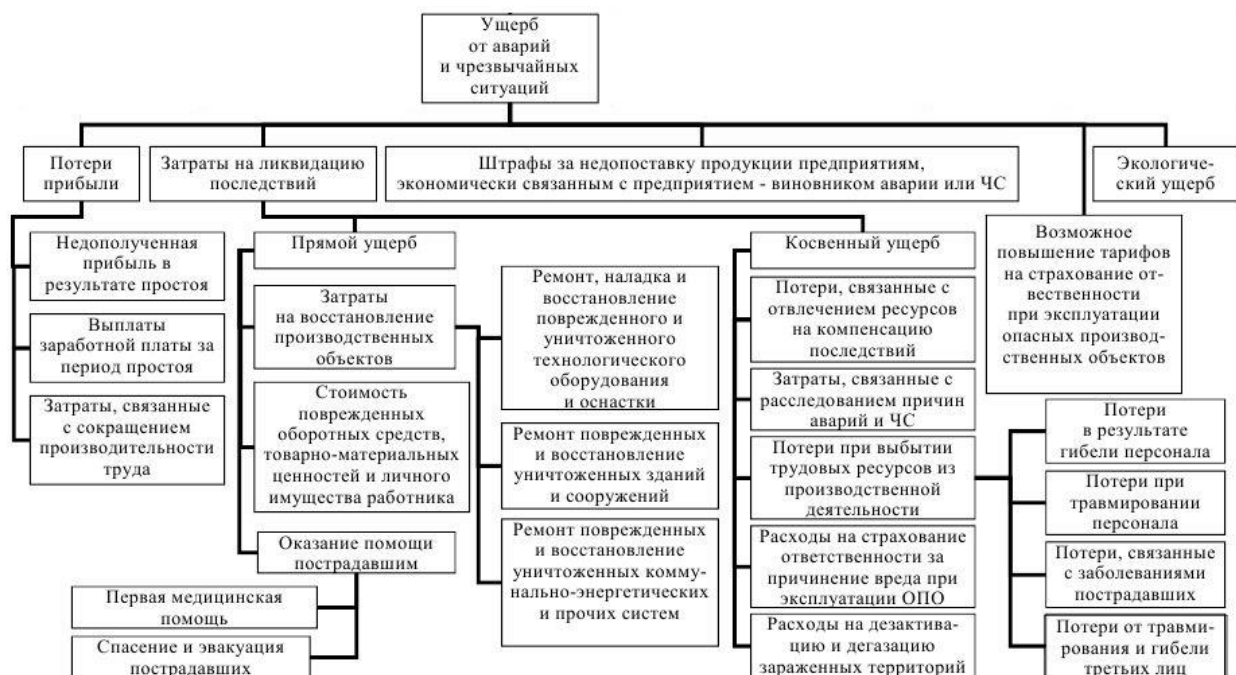 Ущерб
от аварий
и чрезвычайных
ситуаций
Потери
прибыли
Затраты на ликвидацию
последствий
Штрафы за недопоставку продукции предприятиям,
экономически связанным с предприятием - виновником аварии или ЧС
Экологиче-
ский ущерб
Недополученная
прибыль в
результате простоя
Выплаты
заработной платы за
период простоя
Затраты, связанные
с сокращением
производительности
труда
Прямой ущерб
Затраты
на восстановление
производственных
объектов
Стоимость
поврежденных
оборотных средств,
товарно-материальных
ценностей и личного
имущества работника
Оказание помощи
пострадавшим
Первая медицинская
помощь
Спасение и эвакуация
пострадавших
Ремонт, наладка и
восстановление
поврежденного и
уничтоженного
технологического
оборудования
и оснастки
Ремонт поврежденных
и восстановление
уничтоженных зданий
и сооружений
Ремонт поврежденных
и восстановление
уничтоженных комму-
нально-энергетических
и прочих систем
Косвенный ущерб
Потери, связанные с
отвлечением ресурсов
на компенсацию
последствий
Затраты, связанные с
расследованием причин
аварий и ЧС
Потери при выбытии
трудовых ресурсов из
производственной
деятельности
Расходы на страхование
ответственности за
причинение вреда при
эксплуатации ОПО
Расходы на дезактива-
цию и дегазацию
зараженных территорий
Возможное
повышение тарифов
на страхование от-
вественности
при эксплуатации
опасных производ-
ственных объектов
Потери
в результате
гибели персонала
Потери при
травмировании
персонала
Потери, связанные
с заболеваниями
пострадавших
Потери от травми-
рования и гибели
третьих лиц